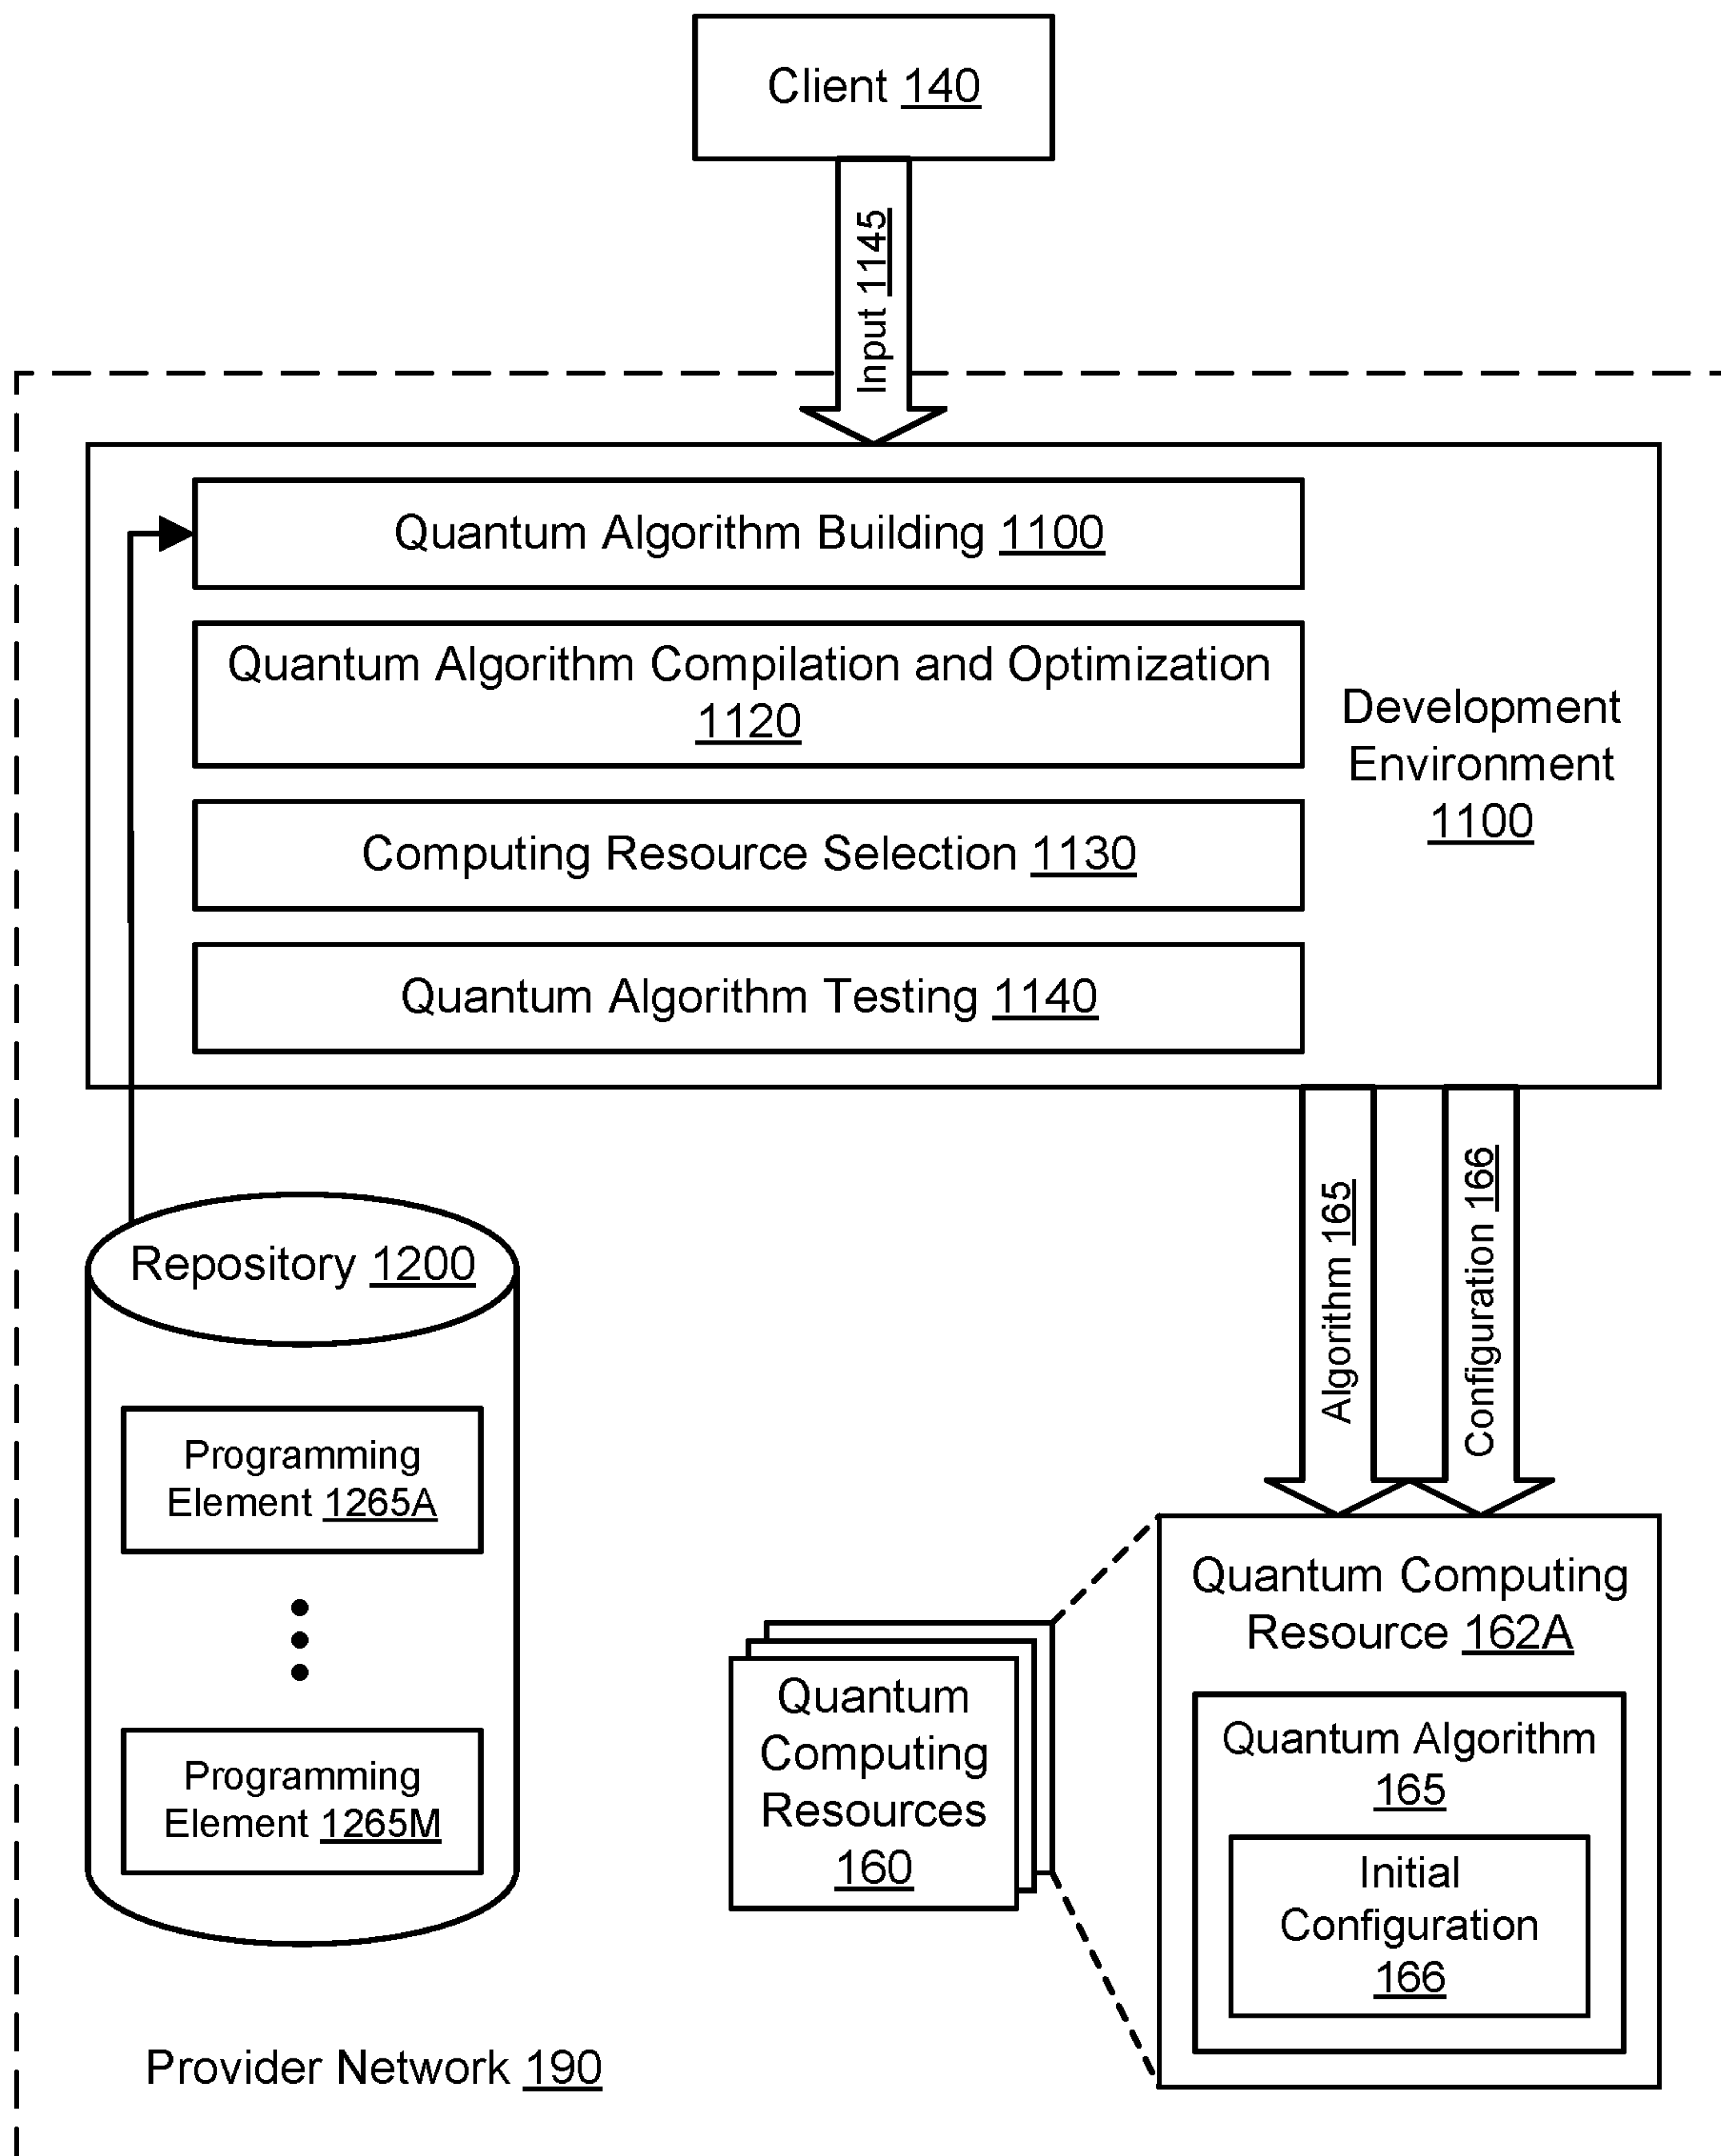 Client 140
Input 1145
Quantum Algorithm Building 1100
Quantum Algorithm Compilation and Optimization
1120
Computing Resource Selection 1130
Quantum Algorithm Testing 1140
Development
Environment
1100
Algorithm 165
Configuration 166
Repository 1200
Programming
Element 1265A
Programming
Element 1265M
Quantum
Computing
Resources
160
Quantum Computing
Resource 162A
Quantum Algorithm
165
Initial
Configuration
166
Provider Network 190